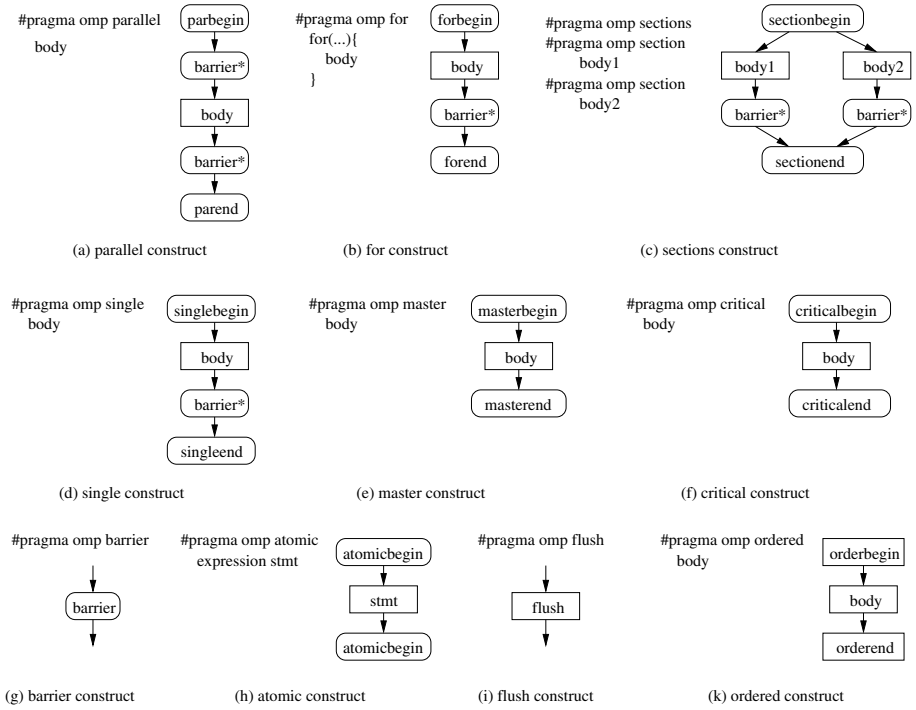 #pragma omp parallel
body
parbegin
barrier*
body
barrier*
parend
(a) parallel construct
#pragma omp for
for(...){
body
}
forbegin
body
barrier*
forend
(b) for construct
#pragma omp sections
#pragma omp section
body1
#pragma omp section
body2
sectionbegin
body1
body2
barrier*
barrier*
sectionend
(c) sections construct
#pragma omp single
body
singlebegin
body
barrier*
singleend
(d) single construct
#pragma omp master
body
masterbegin
body
masterend
(e) master construct
#pragma omp critical
body
criticalbegin
body
criticalend
(f) critical construct
#pragma omp barrier
barrier
(g) barrier construct
#pragma omp atomic
expression stmt
atomicbegin
stmt
atomicbegin
(h) atomic construct
#pragma omp flush
flush
(i) flush construct
#pragma omp ordered
body
orderbegin
body
orderend
(k) ordered construct